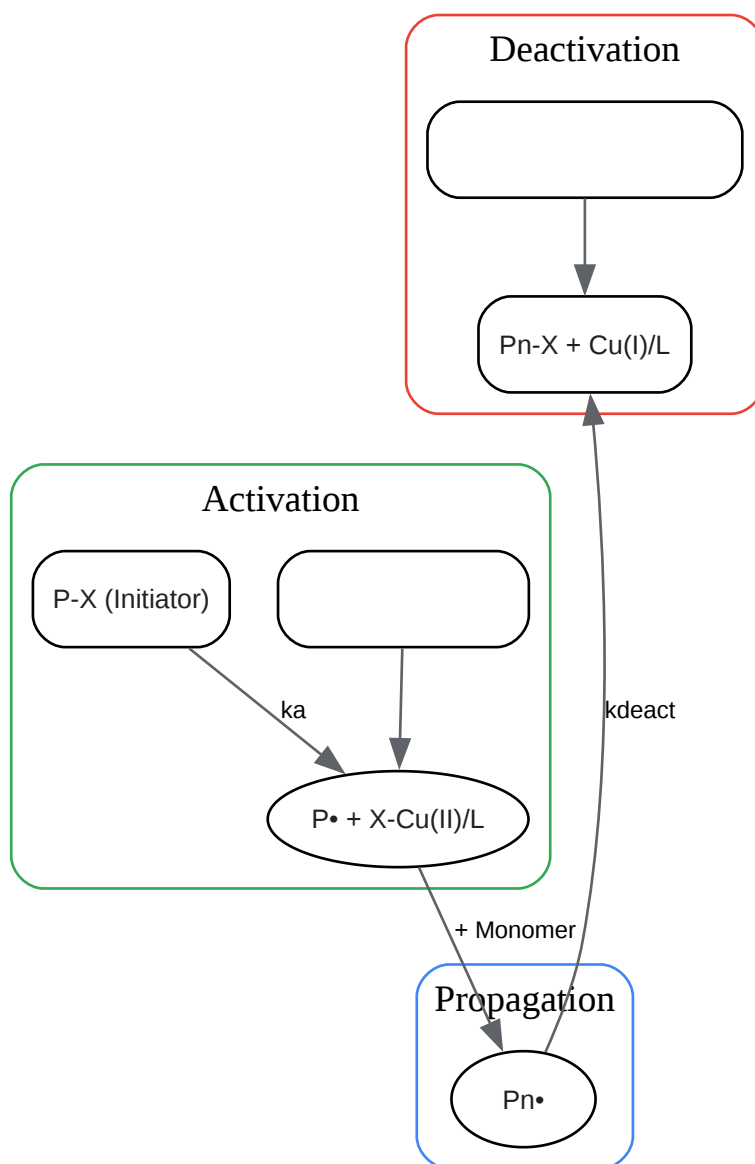 Deactivation
Pn-X + Cu(I)/L
Activation
P-X (Initiator)
ka
kdeact
P• + X-Cu(II)/L
+ Monomer
Propagation
Pn•